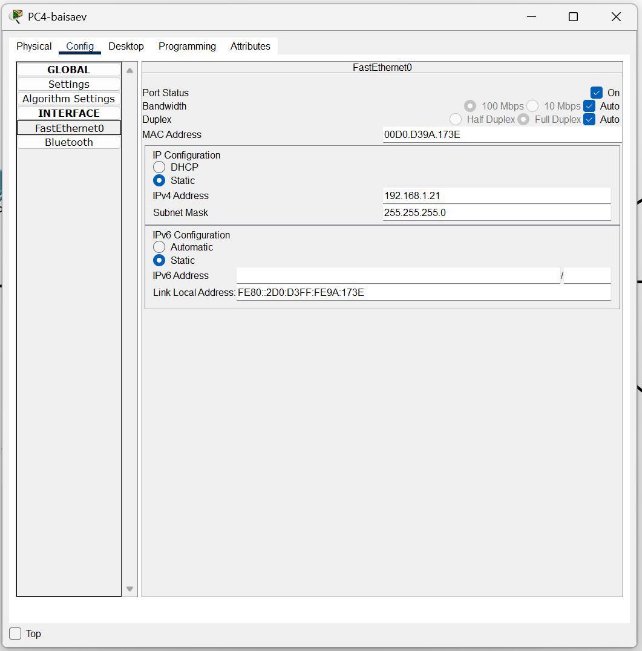 PC4-baisaev
Physical Config Desktop Programming Attributes
GLOBAL
Settings
Algorithm Settings
INTERFACE
FastEthernet0
Bluetooth
FastEthernet0
Port Status On
Bandwidth 100 Mbps 10 Mbps Auto
Duplex Half Duplex Full Duplex Auto
MAC Address 00D0.D39A.173E
IP Configuration
DHCP
Static
IPv4 Address 192.168.1.21
Subnet Mask 255.255.255.0
IPv6 Configuration
Automatic
Static
IPv6 Address /
Link Local Address: FE80::2D0:D3FF:FE9A:173E
Top